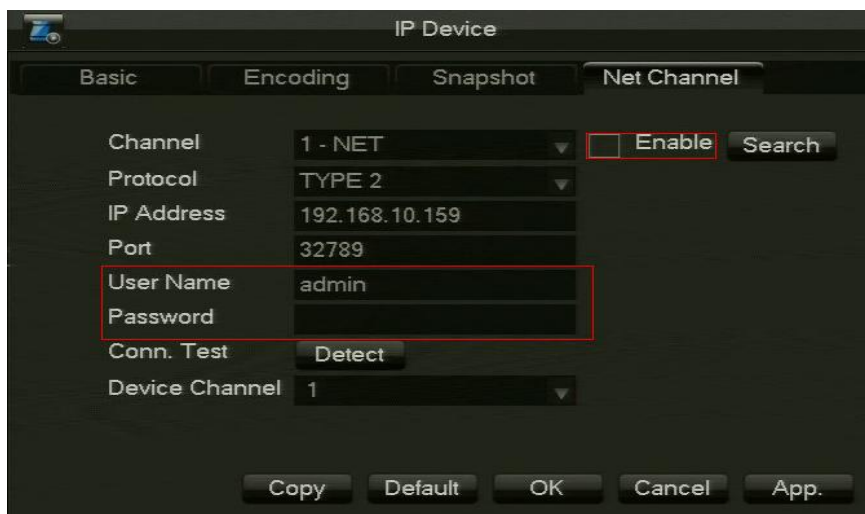 IP Device
Basic Encoding Snapshot Net Channel
Channel 1 - NET Enable Search
Protocol TYPE 2
IP Address 192.168.10.159
Port 32789
User Name admin
Password
Conn. Test Detect
Device Channel 1
Copy Default OK Cancel App.